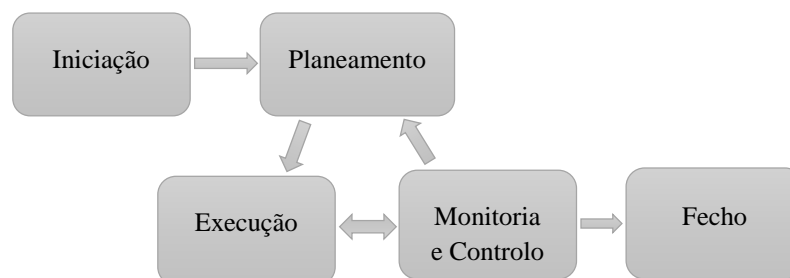 Iniciação
Planeamento
Execução
Monitoria
e Controlo
Fecho